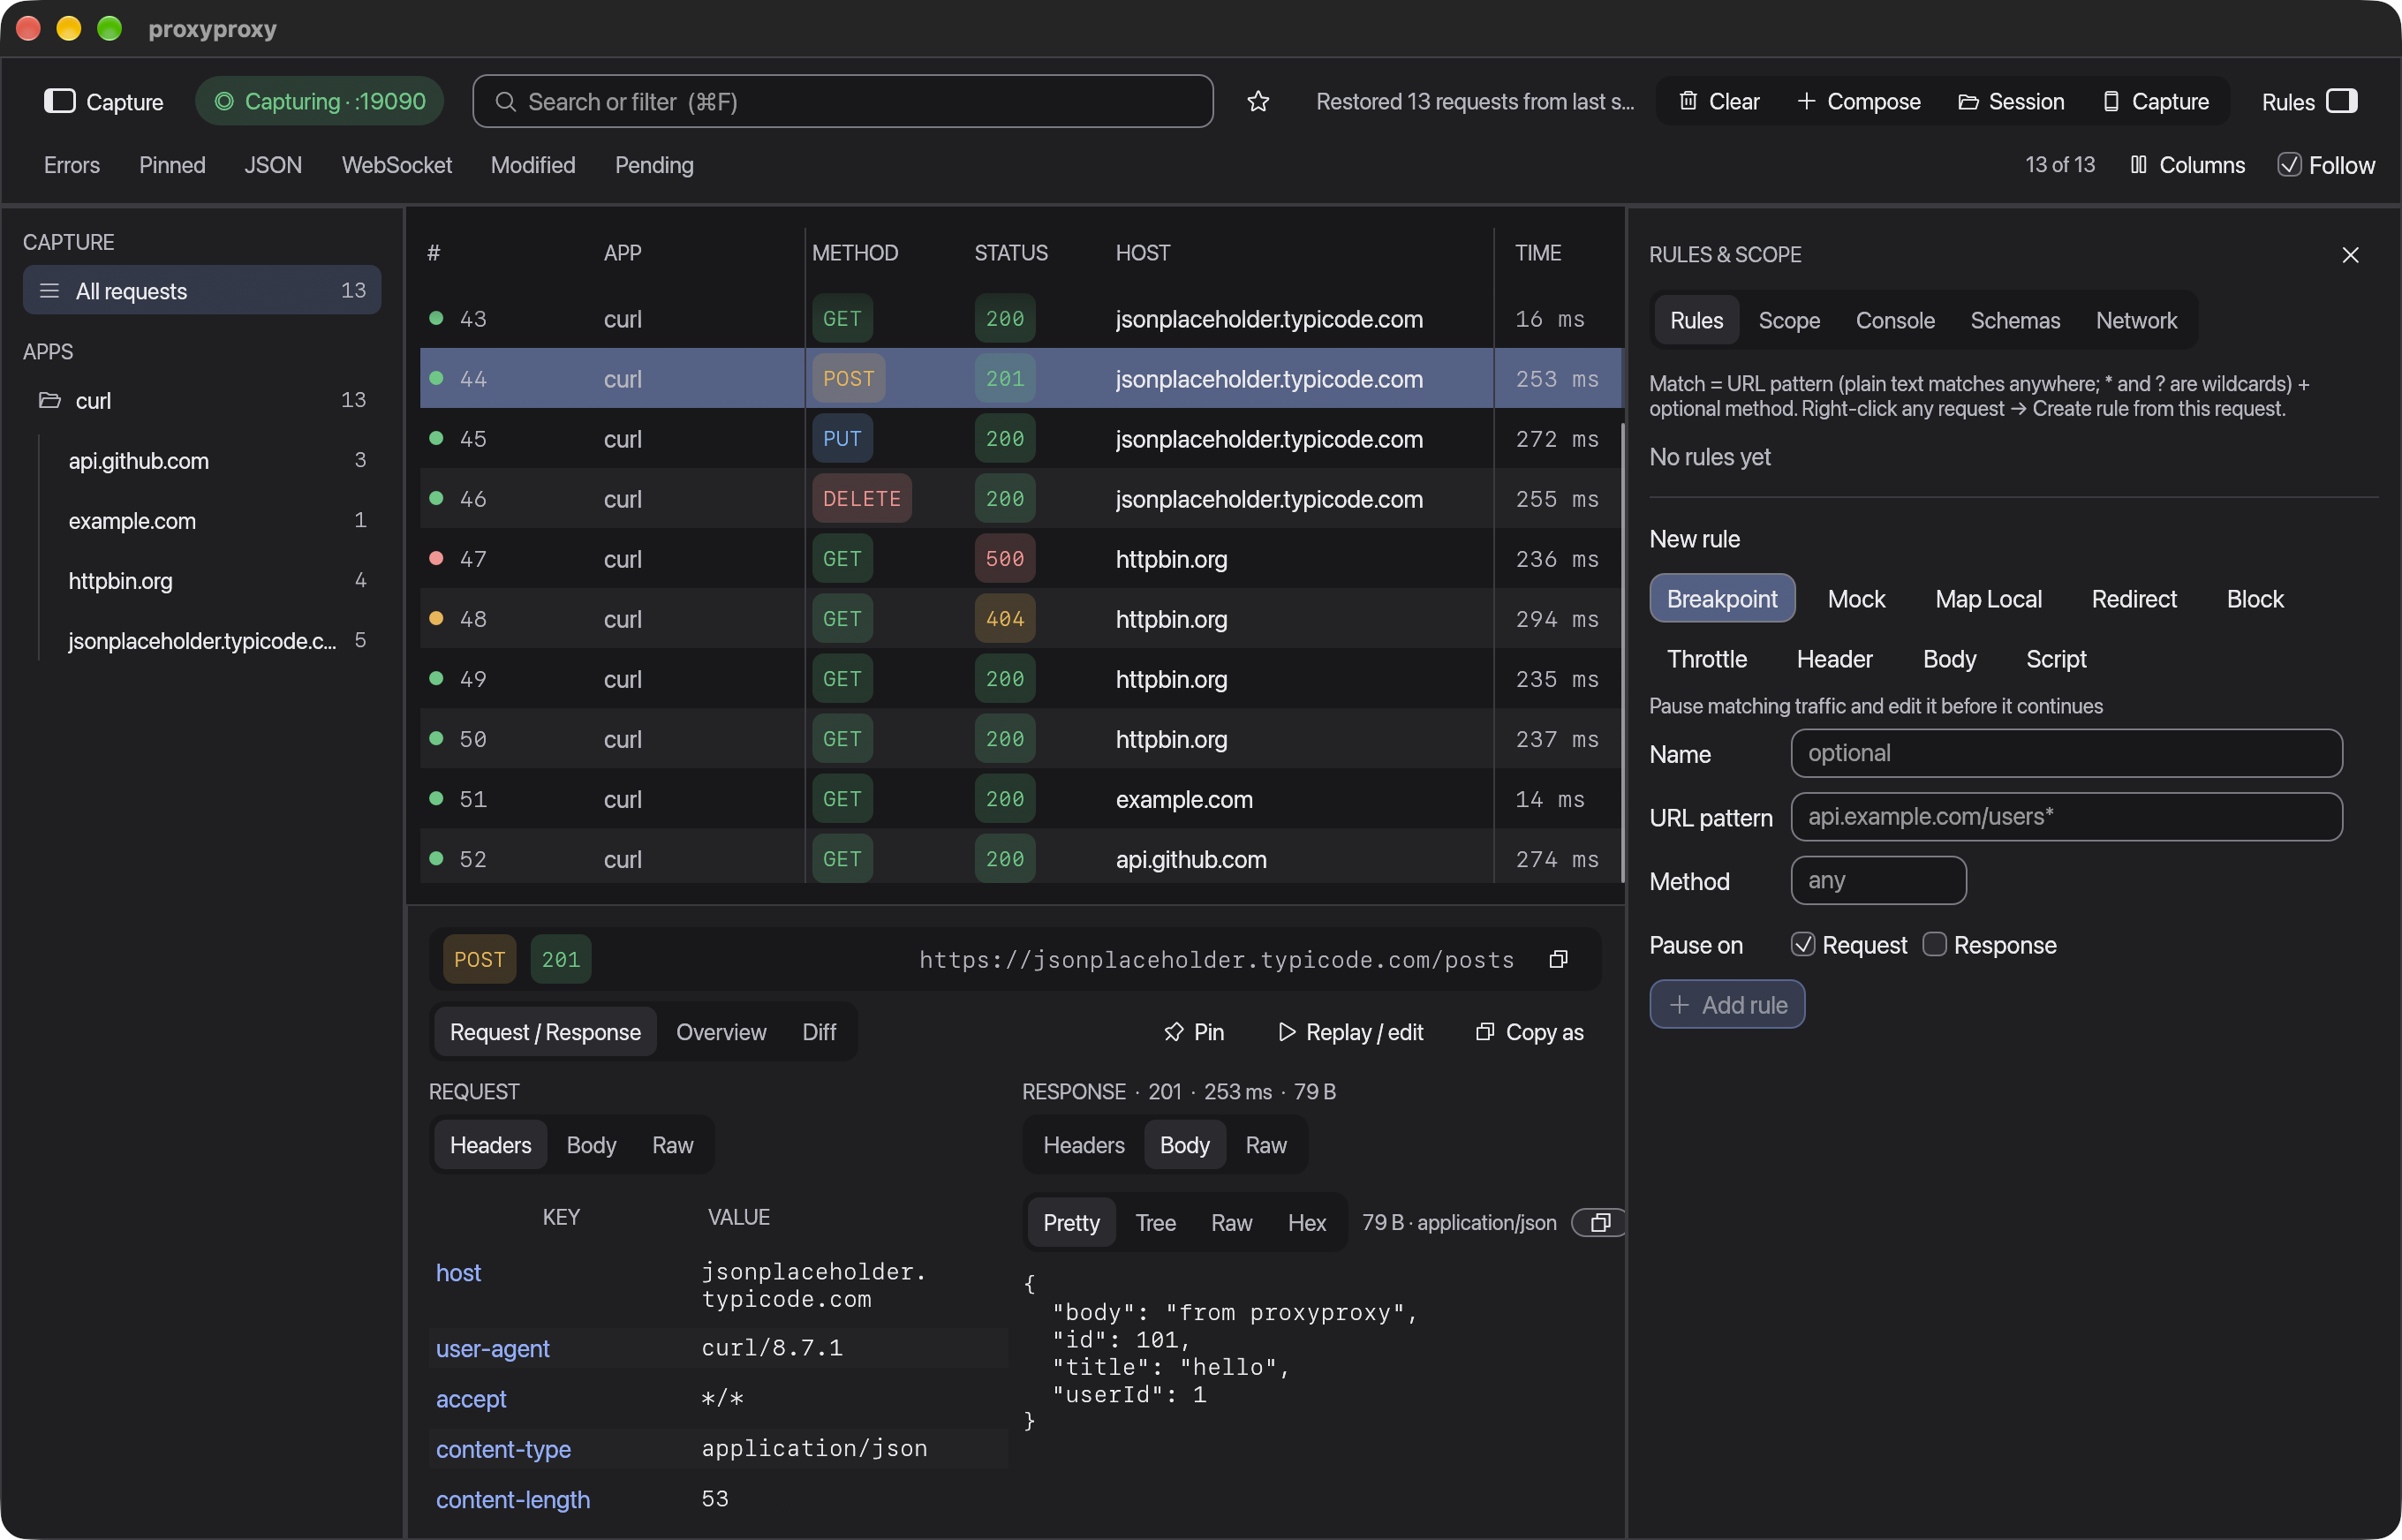 proxyproxy
Capture
Capturing · :19090
Search or filter (⌘F)
Restored 13 requests from last s...
Clear
Compose
Session
Capture
Rules
Errors
Pinned
JSON
WebSocket
Modified
Pending
13 of 13
Columns
Follow
CAPTURE
All requests 13
APPS
curl 13
api.github.com 3
example.com 1
httpbin.org 4
jsonplaceholder.typicode.c... 5
# APP METHOD STATUS HOST TIME
43 curl GET 200 jsonplaceholder.typicode.com 16 ms
44 curl POST 201 jsonplaceholder.typicode.com 253 ms
45 curl PUT 200 jsonplaceholder.typicode.com 272 ms
46 curl DELETE 200 jsonplaceholder.typicode.com 255 ms
47 curl GET 500 httpbin.org 236 ms
48 curl GET 404 httpbin.org 294 ms
49 curl GET 200 httpbin.org 235 ms
50 curl GET 200 httpbin.org 237 ms
51 curl GET 200 example.com 14 ms
52 curl GET 200 api.github.com 274 ms
POST 201 https://jsonplaceholder.typicode.com/posts
Request / Response
Overview
Diff
Pin
Replay / edit
Copy as
REQUEST
Headers
Body
Raw
KEY VALUE
host jsonplaceholder.
typicode.com
user-agent curl/8.7.1
accept */*
content-type application/json
content-length 53
RESPONSE · 201 · 253 ms · 79 B
Headers
Body
Raw
Pretty
Tree
Raw
Hex
79 B · application/json
{
"body": "from proxyproxy",
"id": 101,
"title": "hello",
"userId": 1
}
RULES & SCOPE
Rules
Scope
Console
Schemas
Network
Match = URL pattern (plain text matches anywhere; * and ? are wildcards) +
optional method. Right-click any request → Create rule from this request.
No rules yet
New rule
Breakpoint
Mock
Map Local
Redirect
Block
Throttle
Header
Body
Script
Pause matching traffic and edit it before it continues
Name optional
URL pattern api.example.com/users*
Method any
Pause on Request Response
+ Add rule